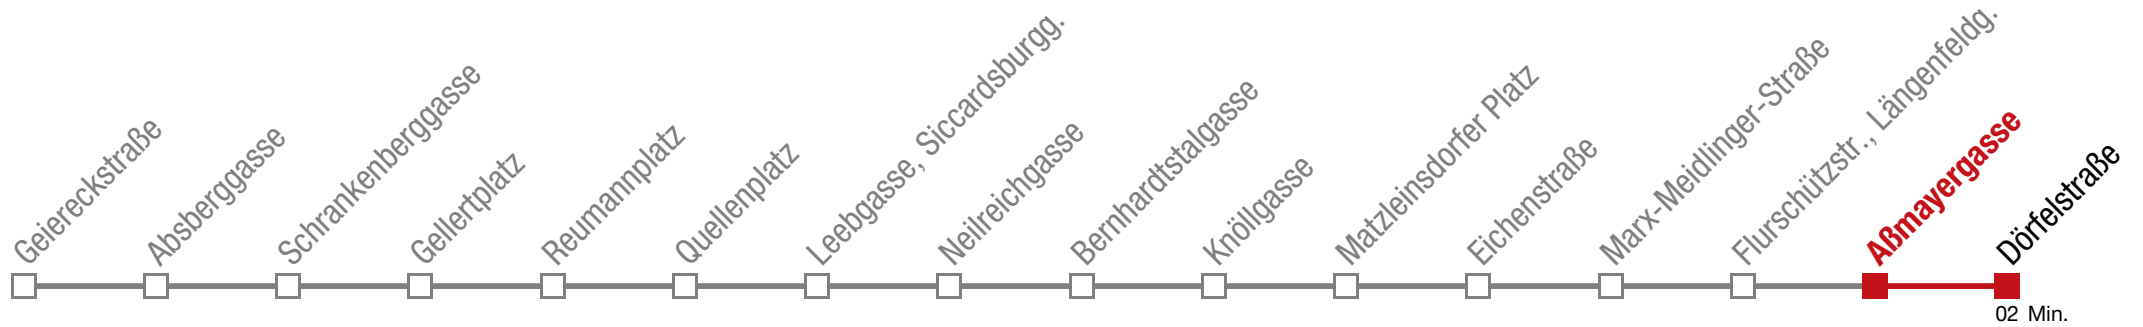 Geiereckstraße
Absberggasse
Schrankenberggasse
Gellertplatz
Reumannplatz
Quellenplatz
Leebgasse, Siccardsburgg.
Neilreichgasse
Bernhardtstalgasse
Knöllgasse
Matzleinsdorfer Platz
Eichenstraße
Marx-Meidlinger-Straße
Flurschützstr., Längenfeldg.
Aßmayergasse
Dörfelstraße
02 Min.